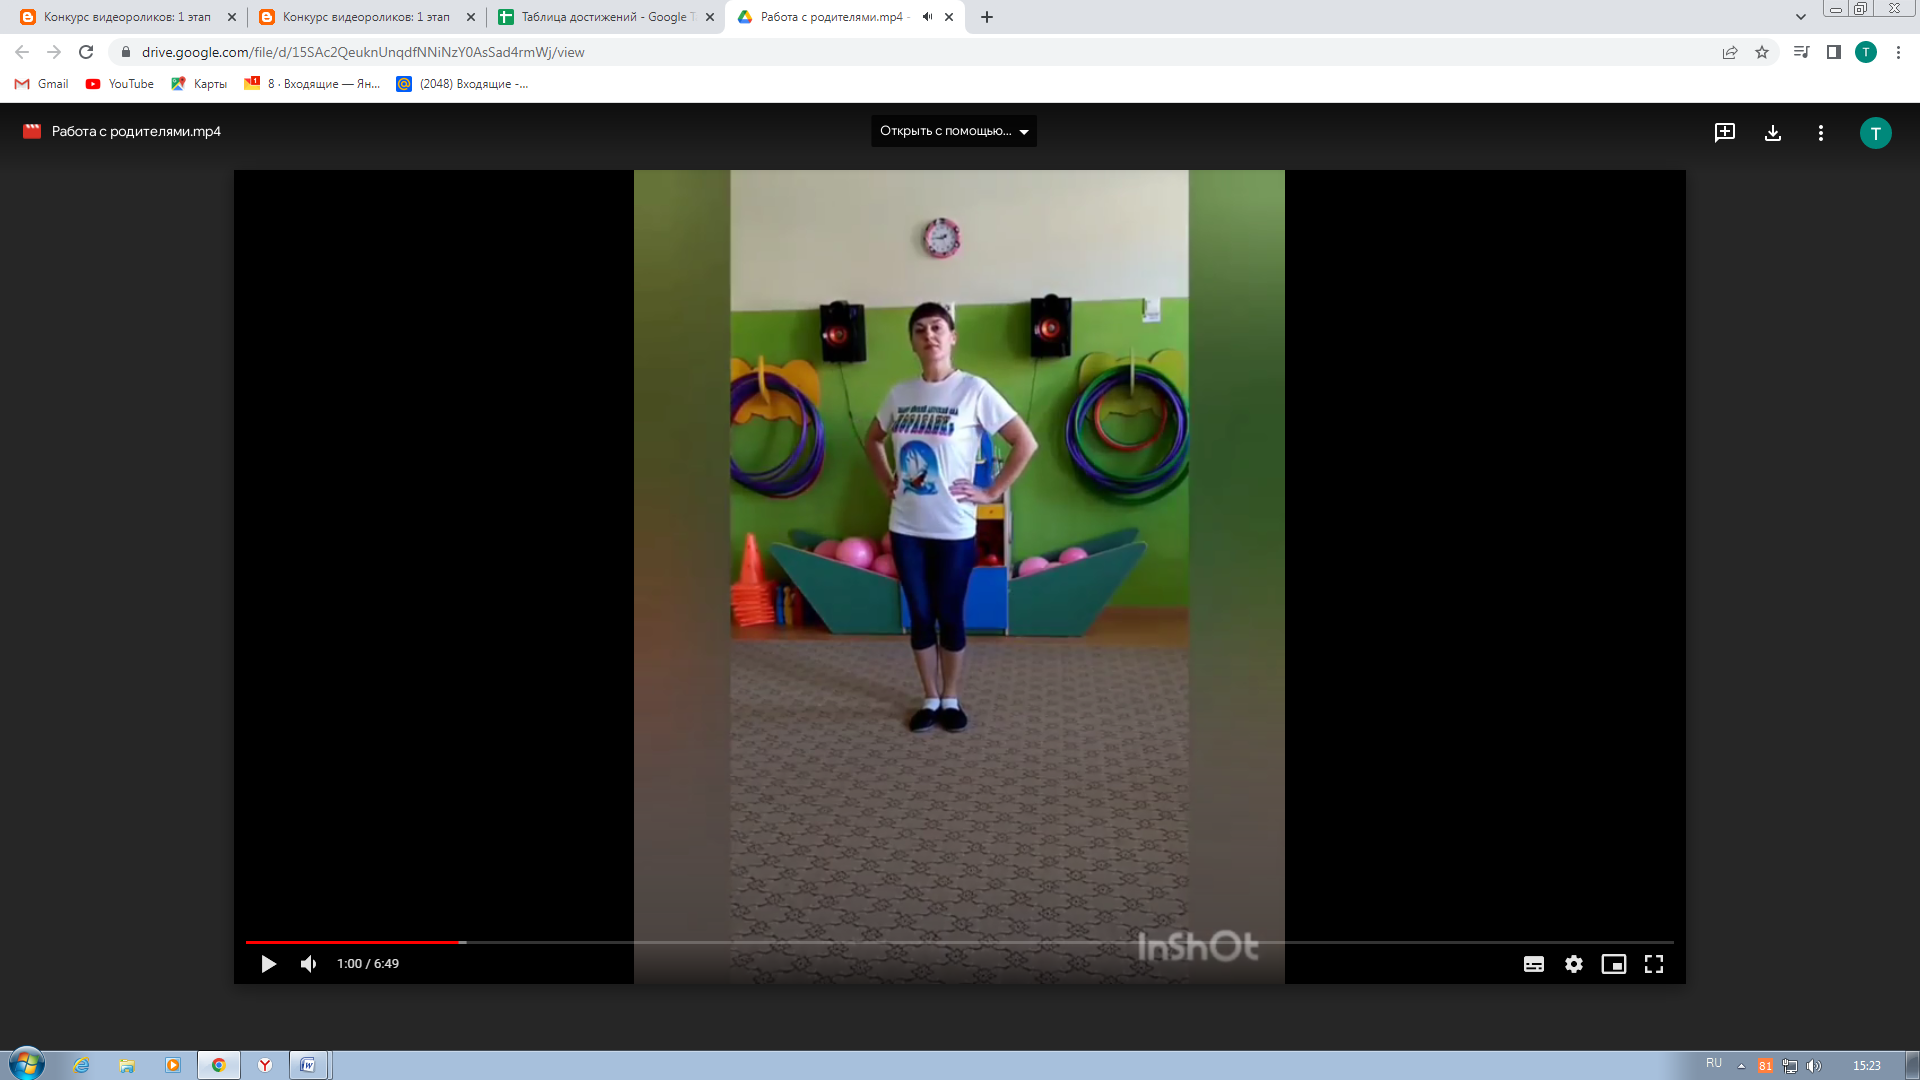 Конкурс видеороликов: 1 этап
Конкурс видеороликов: 1 этап
Таблица достижений - Google Т
Работа с родителями.mp4 -
drive.google.com/file/d/15SAc2QeuknUnqdfNNiNzY0AsSad4rmWj/view
T
Gmail
YouTube
Карты
8 · Входящие — Ян...
(2048) Входящие -...
Работа с родителями.mp4
Открыть с помощью...
T
InShOt
1:00 / 6:49
RU
81
15:23